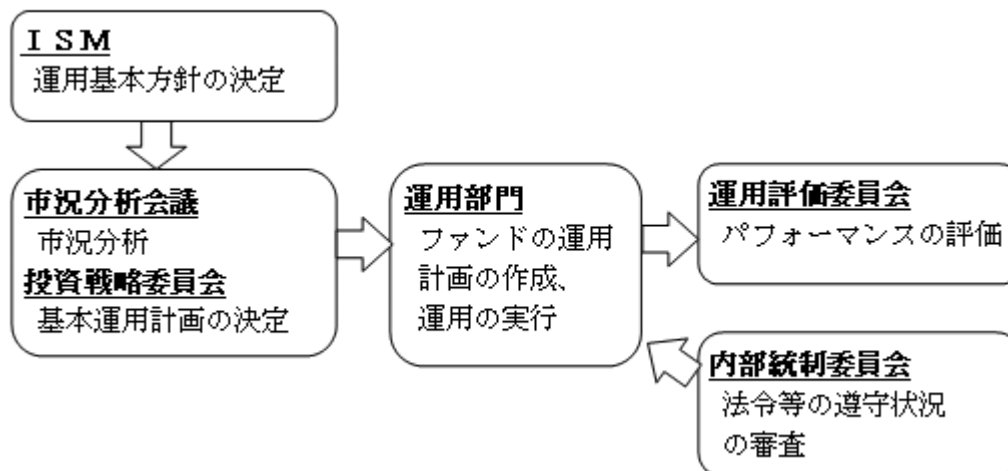 ＩＳＭ
運用基本方針の決定
市況分析会議
市況分析
投資戦略委員会
基本運用計画の決定
運用部門
ファンドの運用
計画の作成、
運用の実行
運用評価委員会
パフォーマンスの評価
内部統制委員会
法令等の遵守状況
の審査